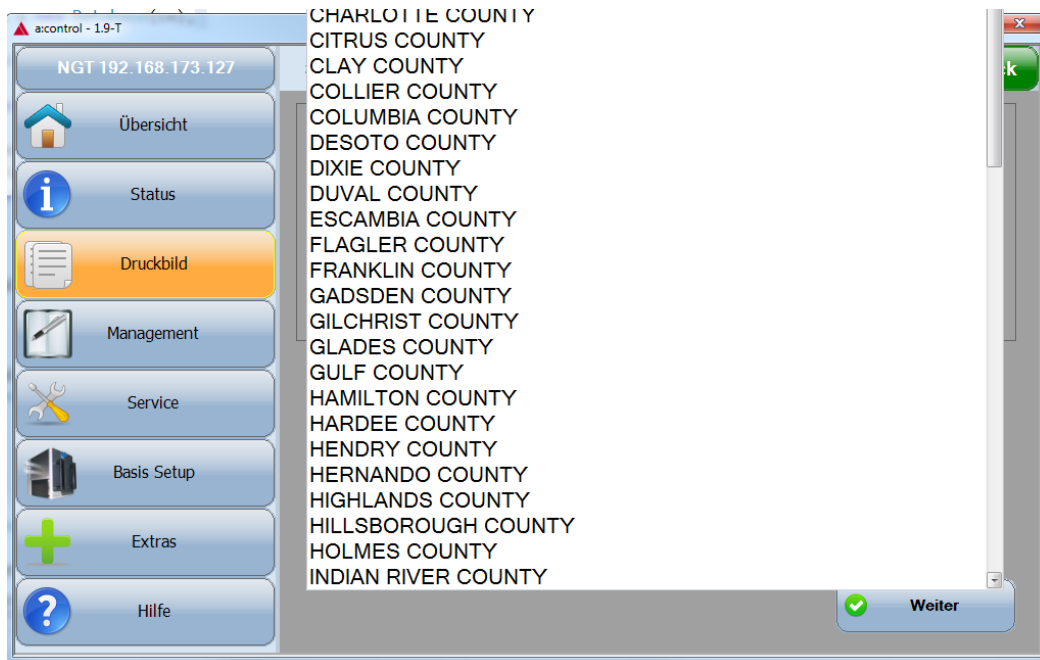 a:control - 1.9-T
NGT 192.168.173.127
Übersicht
Status
Druckbild
Management
Service
Basis Setup
Extras
Hilfe
CHARLOTTE COUNTY
CITRUS COUNTY
CLAY COUNTY
COLLIER COUNTY
COLUMBIA COUNTY
DESOTO COUNTY
DIXIE COUNTY
DUVAL COUNTY
ESCAMBIA COUNTY
FLAGLER COUNTY
FRANKLIN COUNTY
GADSDEN COUNTY
GILCHRIST COUNTY
GLADES COUNTY
GULF COUNTY
HAMILTON COUNTY
HARDEE COUNTY
HENDRY COUNTY
HERNANDO COUNTY
HIGHLANDS COUNTY
HILLSBOROUGH COUNTY
HOLMES COUNTY
INDIAN RIVER COUNTY
ck
Weiter